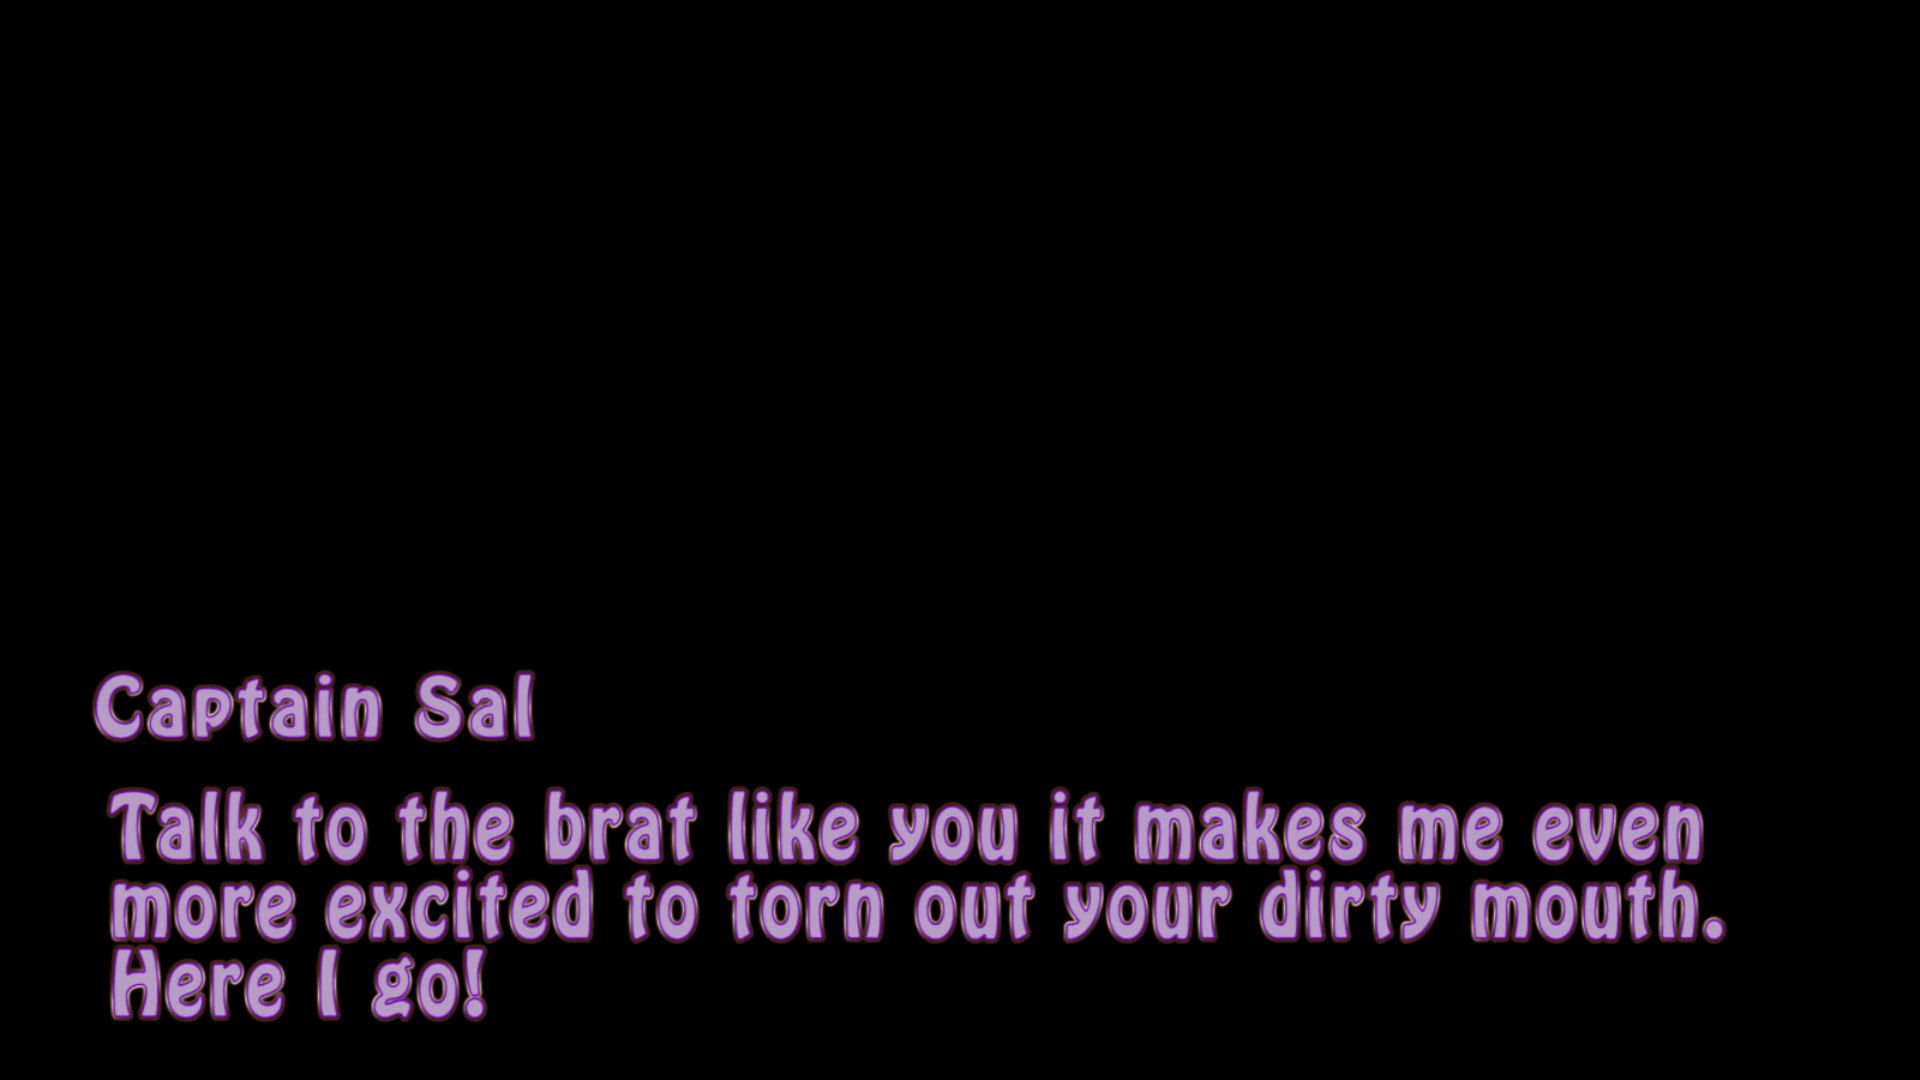 Captain Sal
Talk to the brat like you it makes me even
more excited to torn out your dirty mouth.
Here I go!